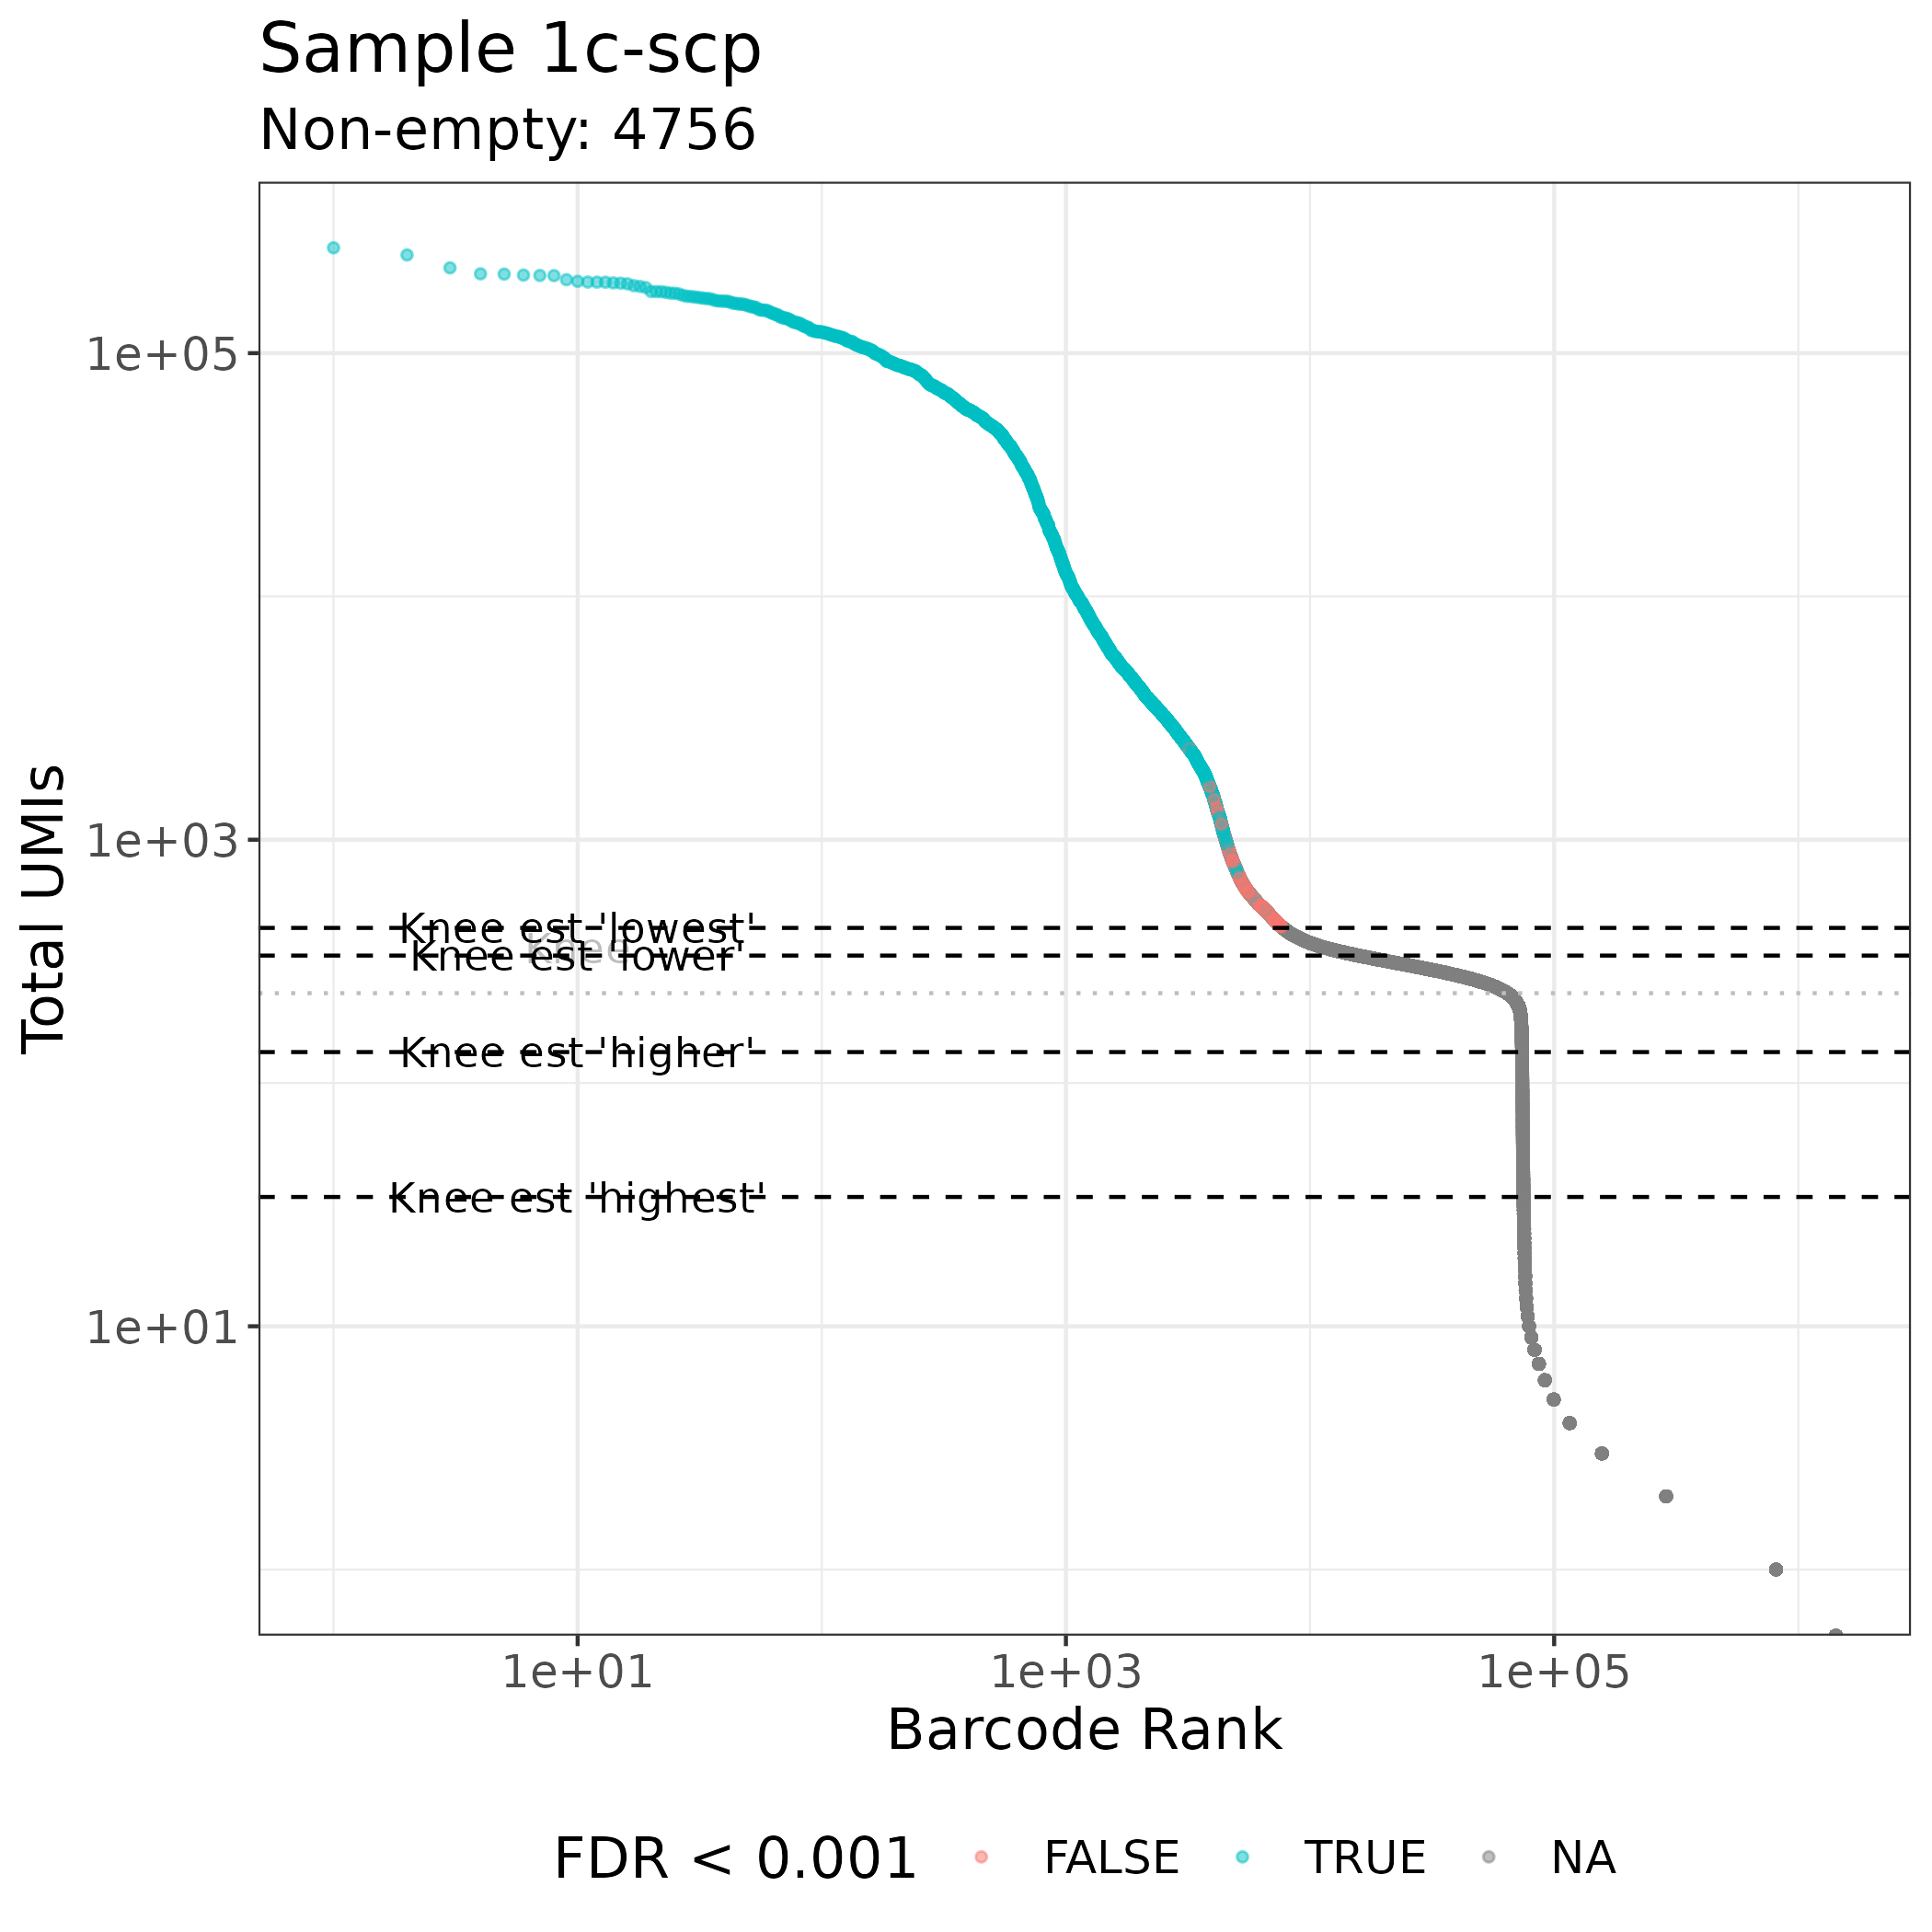 Sample 1c-scp
Non-empty: 4756
Total UMIs
1e+05
1e+03
1e+01
Knee est 'lowest'
Knee
Knee est 'lower'
Knee est 'higher'
Knee est 'highest'
1e+01 1e+03 1e+05
Barcode Rank
FDR < 0.001 FALSE TRUE NA